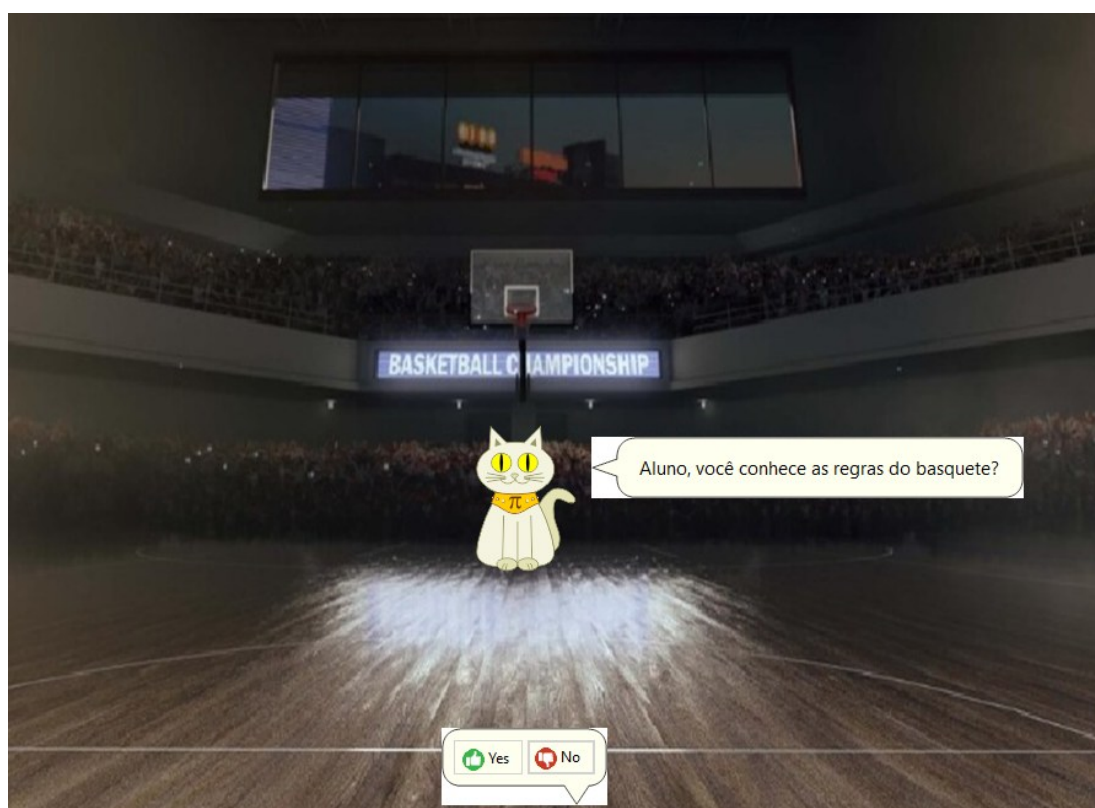 BASKETBALL CHAMPIONSHIP
π
Aluno, você conhece as regras do basquete?
Yes
No